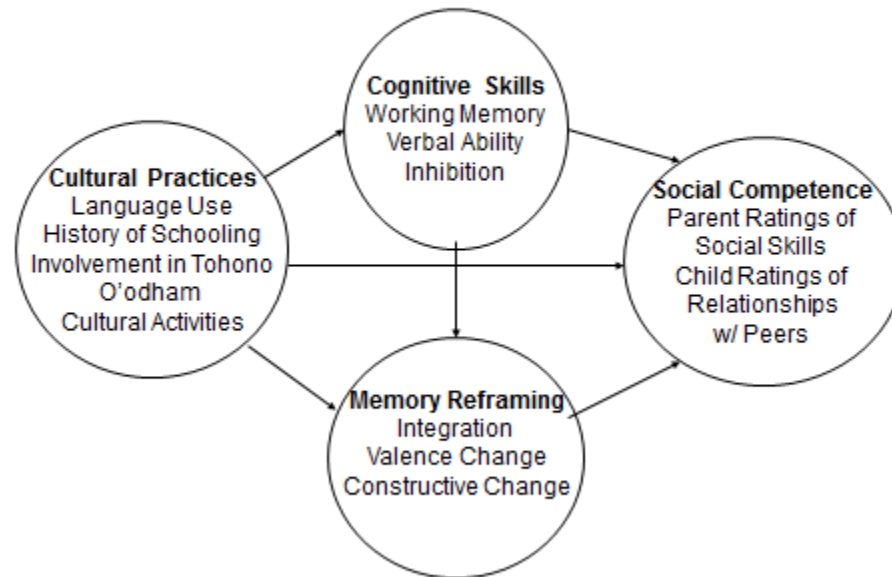 Cognitive Skills
Working Memory
Verbal Ability
Inhibition
Cultural Practices
Language Use
History of Schooling
Involvement in Tohono
O'odham
Cultural Activities
Social Competence
Parent Ratings of
Social Skills
Child Ratings of
Relationships
w/ Peers
Memory Reframing
Integration
Valence Change
Constructive Change